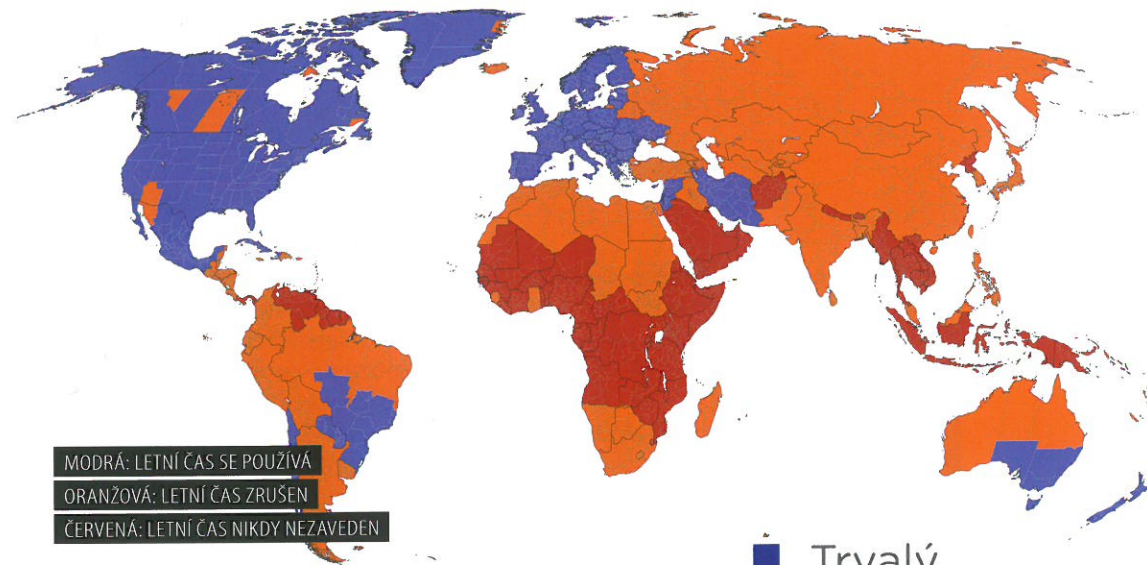 MODRÁ: LETNÍ ČAS SE POUŽÍVÁ
ORANŽOVÁ: LETNÍ ČAS ZRUŠEN
ČERVENÁ: LETNÍ ČAS NIKDY NEZAVEDEN
Trvalý